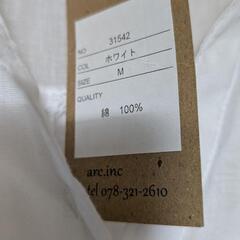 NO 31542
COL ホワイト
SIZE M
QUALITY
綿 100%
arc.inc
tel 078-321-2610